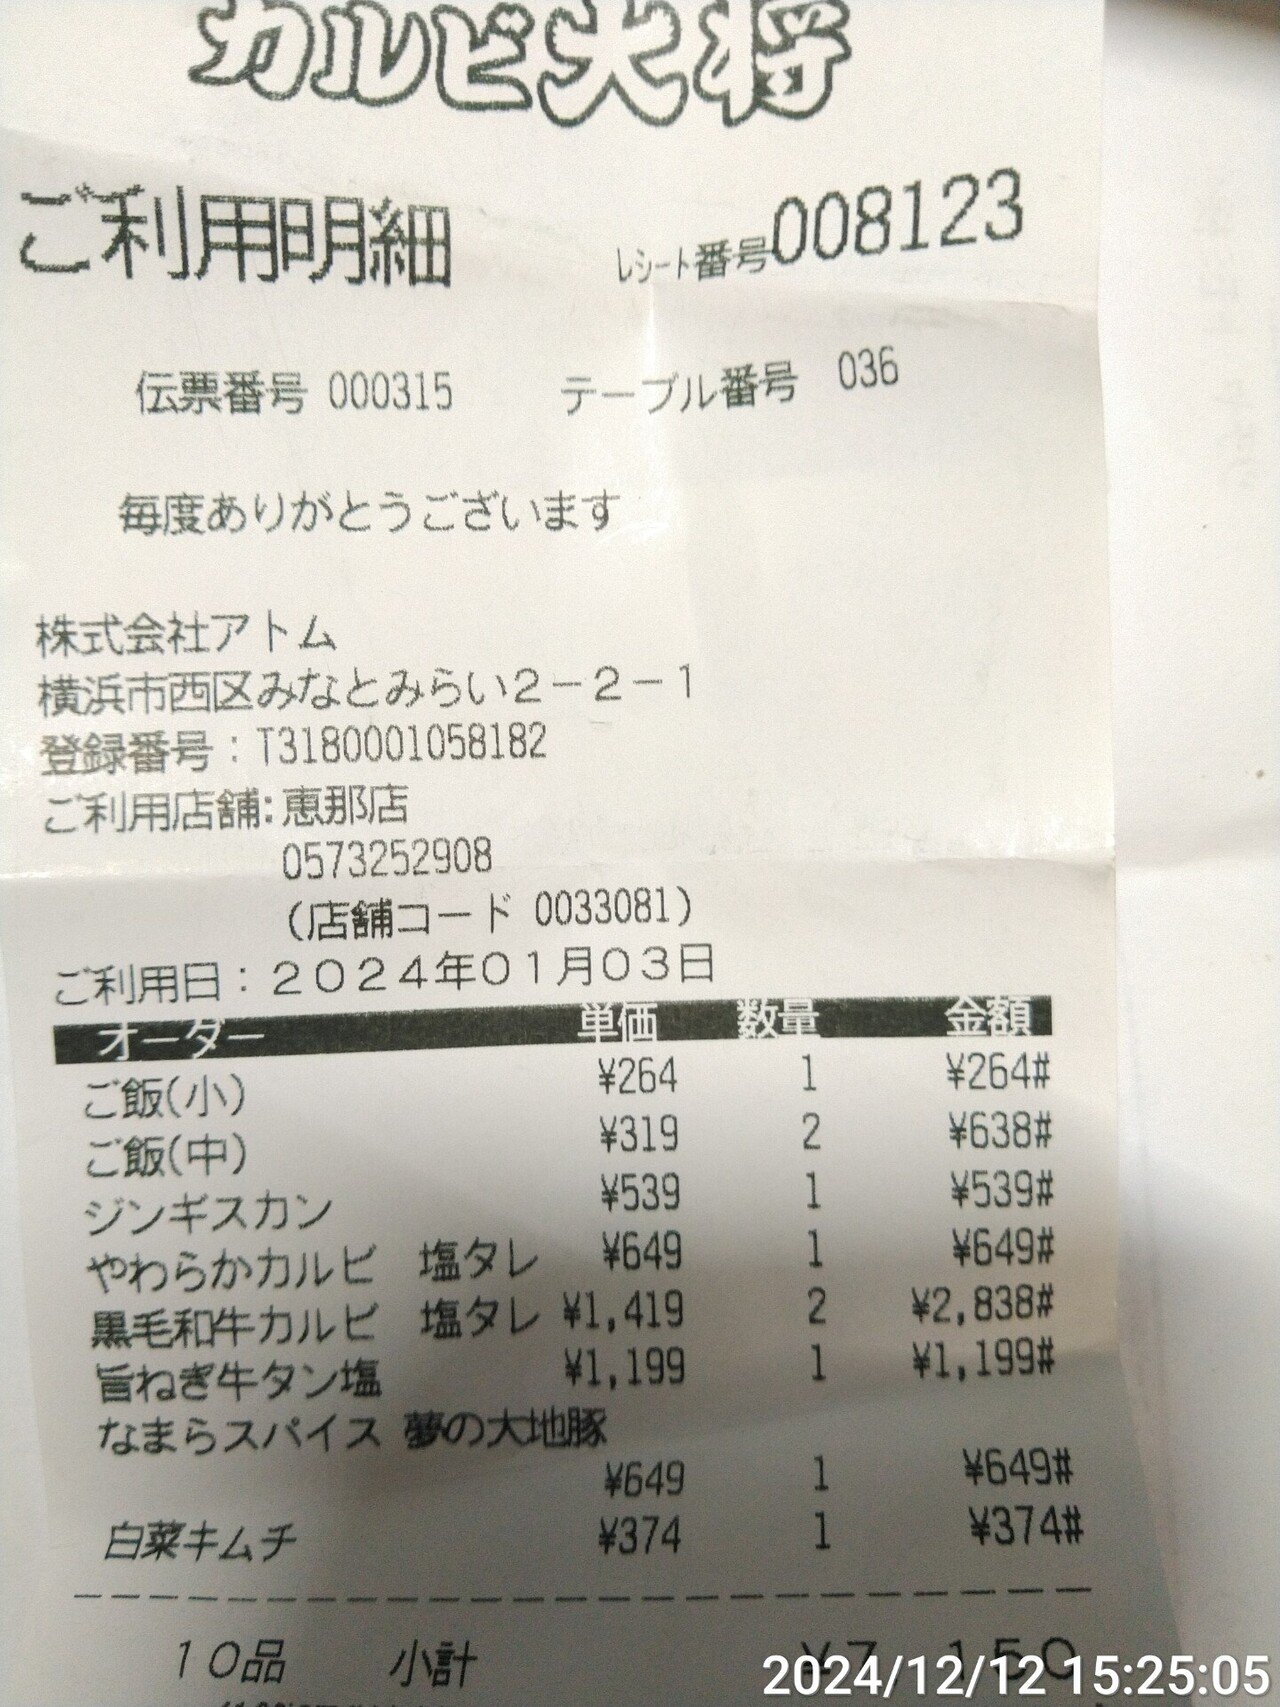 カルビ大将
ご利用明細 レシート番号008123
伝票番号 000315 テーブル番号 036
毎度ありがとうございます
株式会社アトム
横浜市西区みなとみらい2-2-1
登録番号:T3180001058182
ご利用店舗:恵那店
0573252908
(店舗コード 0033081)
ご利用日:2024年01月03日
オーダー 単価 数量 金額
ご飯(小) ¥264 1 ¥264#
ご飯(中) ¥319 2 ¥638#
ジンギスカン ¥539 1 ¥539#
やわらかカルビ 塩タレ ¥649 1 ¥649#
黒毛和牛カルビ 塩タレ ¥1,419 2 ¥2,838#
旨ねぎ牛タン塩 ¥1,199 1 ¥1,199#
なまらスパイス 夢の大地豚
¥649 1 ¥649#
白菜キムチ ¥374 1 ¥374#
10品 小計 ¥7,150
2024/12/12 15:25:05